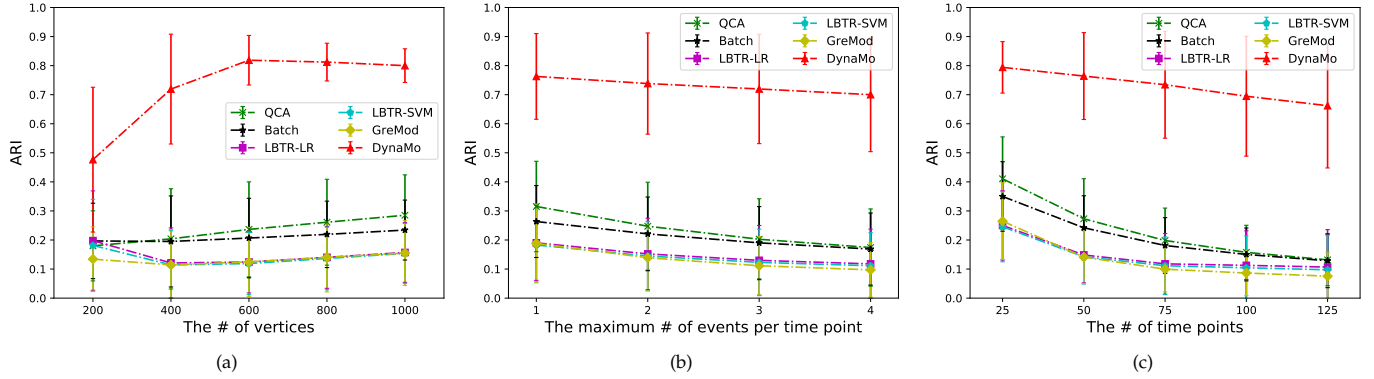 1.0
0.9
0.8
0.7
0.6
0.5
0.4
0.3
0.2
0.1
0.0
ARI
QCA
Batch
LBTR-LR
LBTR-SVM
GreMod
DynaMo
200 400 600 800 1000
The # of vertices
(a)
1.0
0.9
0.8
0.7
0.6
0.5
0.4
0.3
0.2
0.1
0.0
ARI
QCA
Batch
LBTR-LR
LBTR-SVM
GreMod
DynaMo
1 2 3 4
The maximum # of events per time point
(b)
1.0
0.9
0.8
0.7
0.6
0.5
0.4
0.3
0.2
0.1
0.0
ARI
QCA
Batch
LBTR-LR
LBTR-SVM
GreMod
DynaMo
25 50 75 100 125
The # of time points
(c)